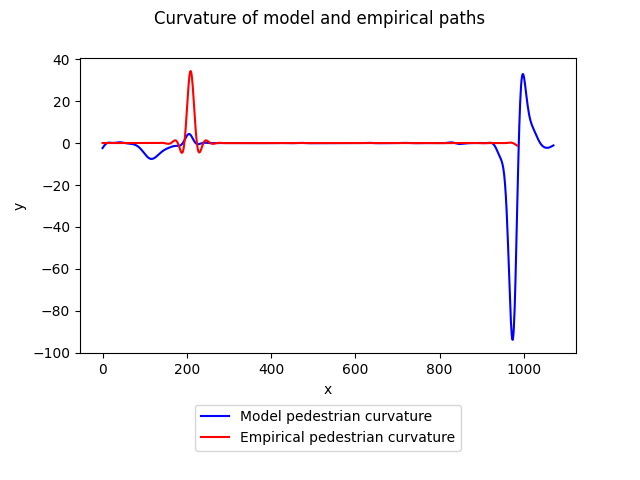 Curvature of model and empirical paths
40
20
0
−20
−40
−60
−80
−100
y
0 200 400 600 800 1000
x
Model pedestrian curvature
Empirical pedestrian curvature